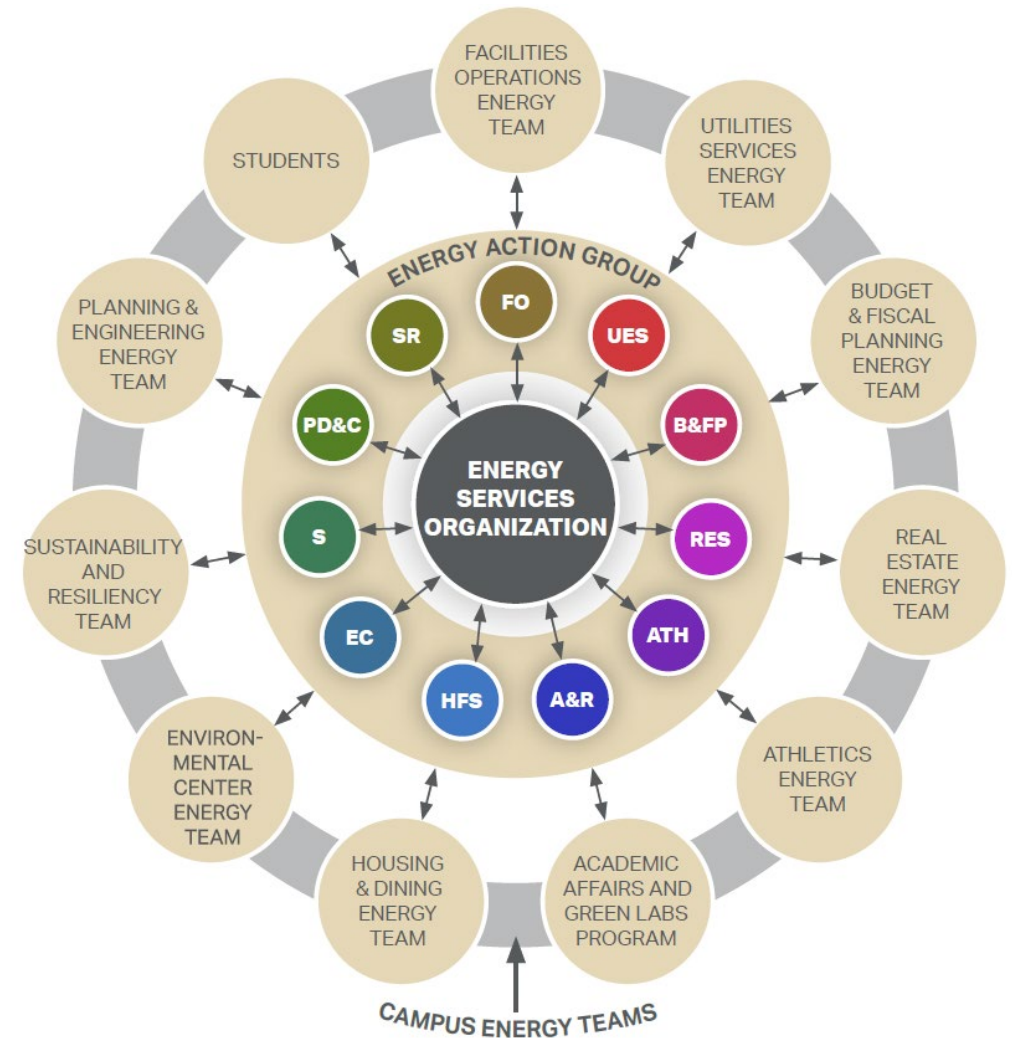 FACILITIES
OPERATIONS
ENERGY
TEAM
UTILITIES
SERVICES
ENERGY
TEAM
BUDGET
& FISCAL
PLANNING
ENERGY
TEAM
REAL
ESTATE
ENERGY
TEAM
ATHLETICS
ENERGY
TEAM
ACADEMIC
AFFAIRS AND
GREEN LABS
PROGRAM
HOUSING
& DINING
ENERGY
TEAM
ENVIRON-
MENTAL
CENTER
ENERGY
TEAM
SUSTAINABILITY
AND
RESILIENCY
TEAM
PLANNING &
ENGINEERING
ENERGY
TEAM
STUDENTS
ENERGY ACTION GROUP
FO
UES
B&FP
RES
ATH
A&R
HFS
EC
S
PD&C
SR
ENERGY
SERVICES
ORGANIZATION
CAMPUS ENERGY TEAMS